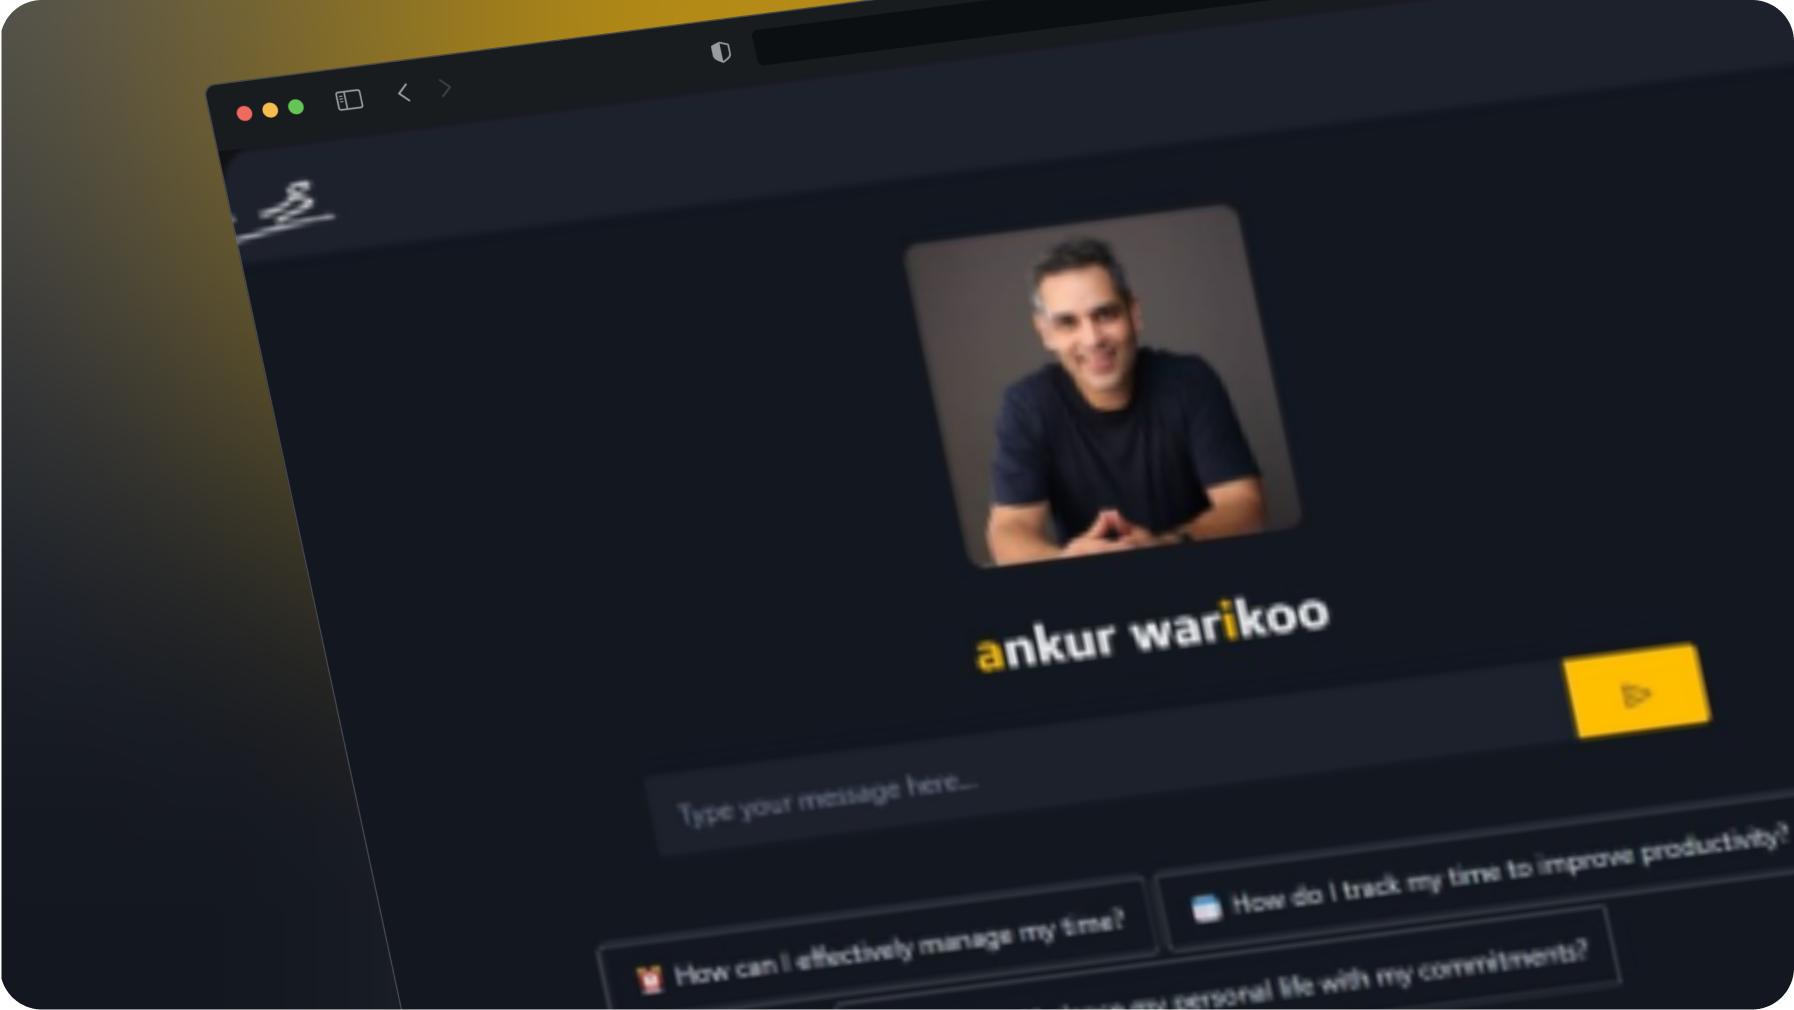 ankur warikoo
Type your message here...
How can I effectively manage my time?
How do I track my time to improve productivity?
my personal life with my commitments?